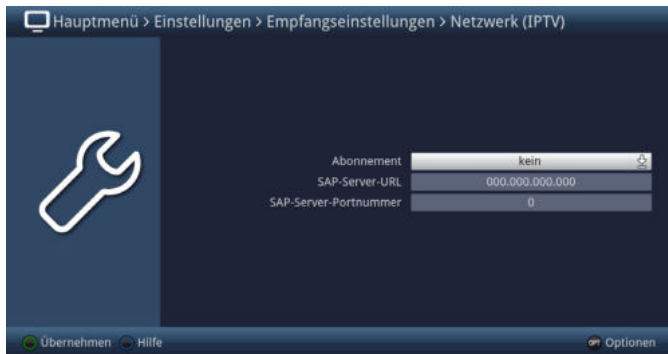 Hauptmenü > Einstellungen > Empfangseinstellungen > Netzwerk (IPTV)
Abonnement kein
SAP-Server-URL 000.000.000.000
SAP-Server-Portnummer 0
Übernehmen Hilfe OPT Optionen